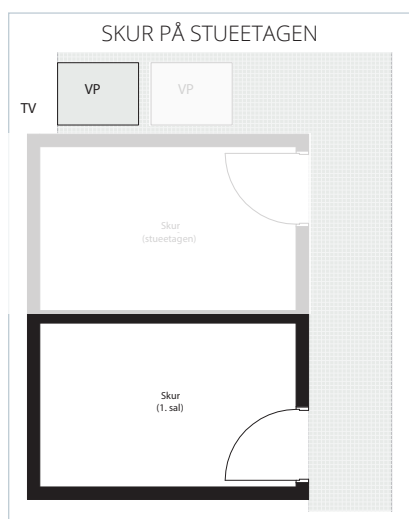 SKUR PÅ STUEETAGEN
VP
VP
TV
Skur
(stueetagen)
Skur
(1. sal)